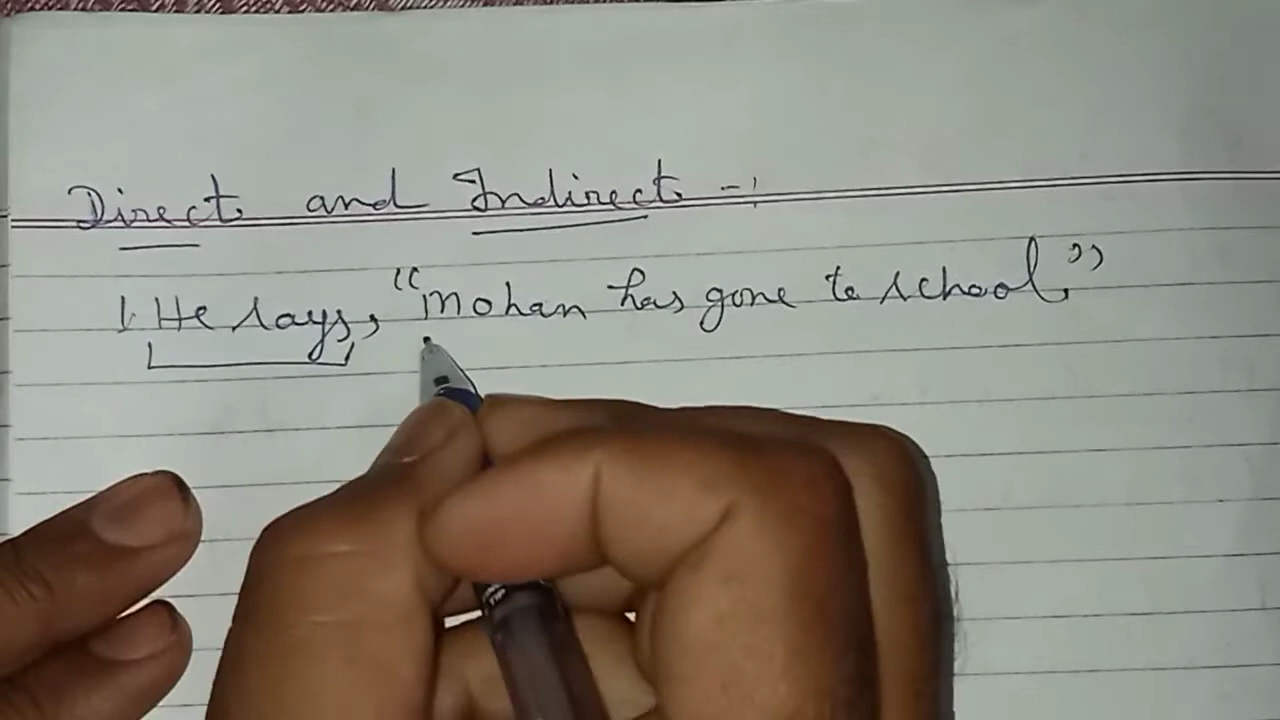 Direct and Indirect -:
1. He says, "Mohan has gone to school."